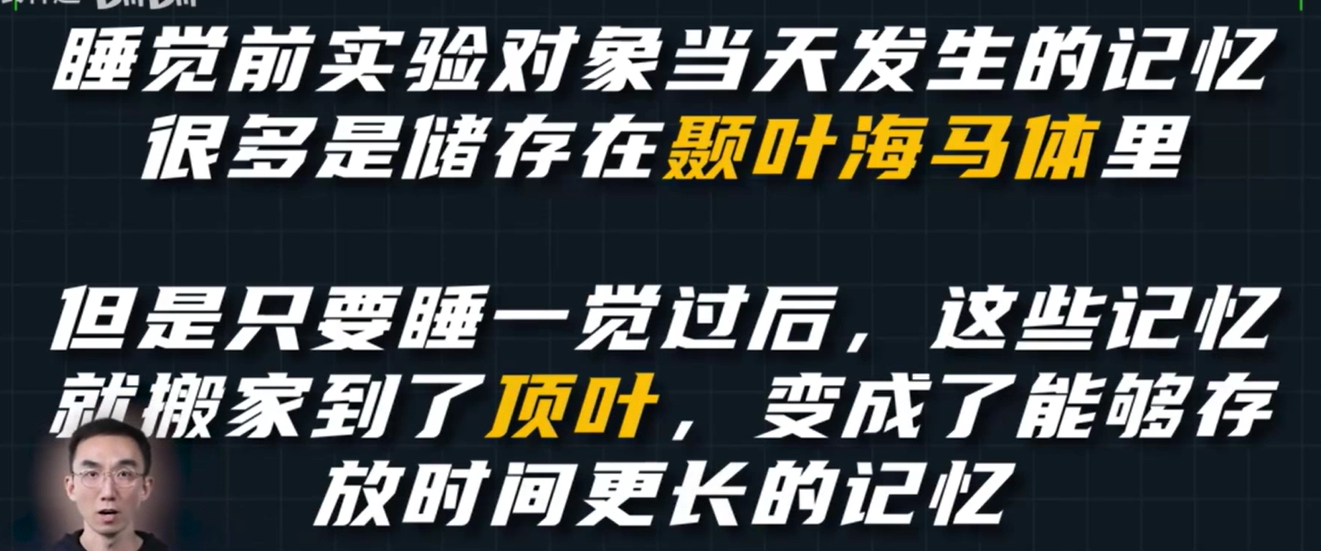 睡觉前实验对象当天发生的记忆
很多是储存在颞叶海马体里
但是只要睡一觉过后，这些记忆
就搬家到了顶叶，变成了能够存
放时间更长的记忆